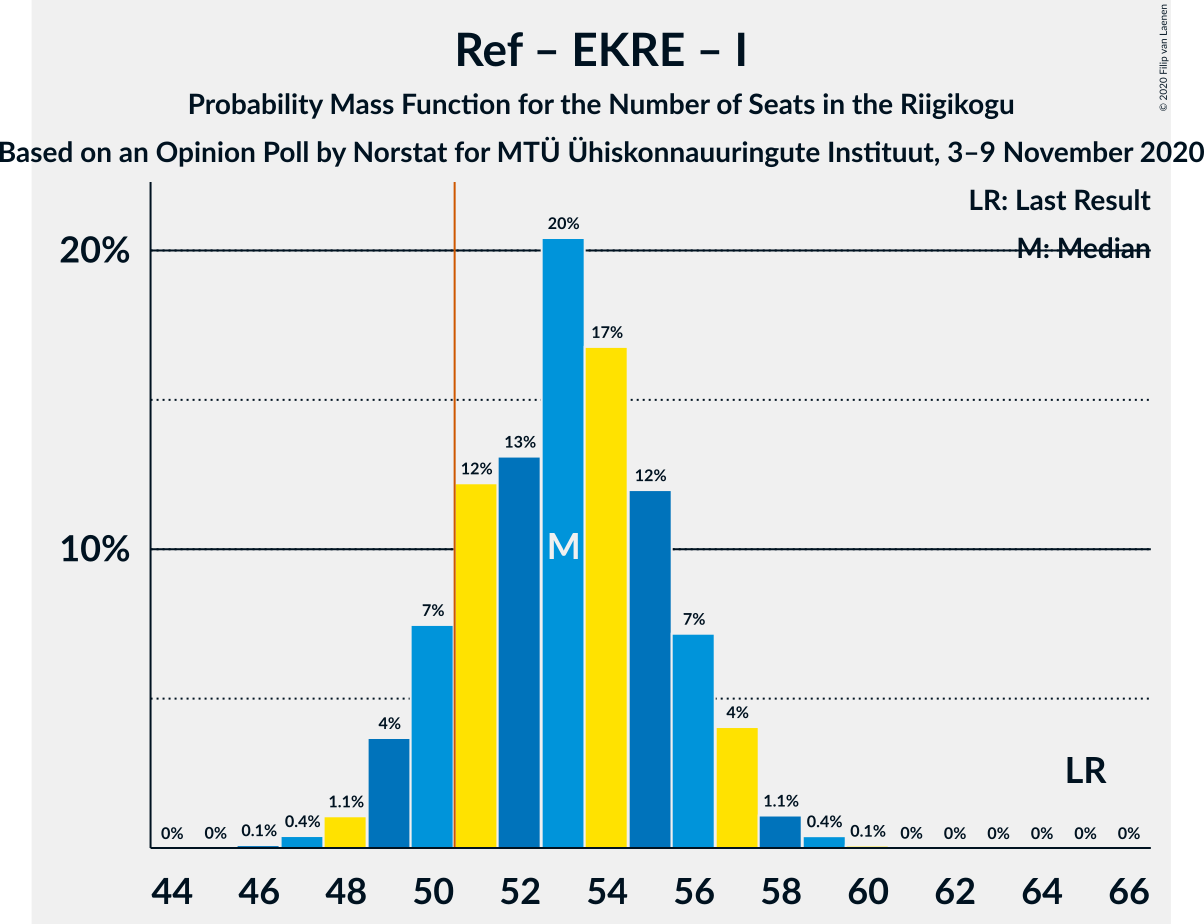 Ref – EKRE – I
Probability Mass Function for the Number of Seats in the Riigikogu
Based on an Opinion Poll by Norstat for MTÜ Ühiskonnauuringute Instituut, 3–9 November 2020
© 2020 Filip van Laenen
LR: Last Result
M: Median
20%
10%
0% 0% 0.1% 0.4% 1.1% 4% 7% 12% 13% 20% 17% 12% 7% 4% 1.1% 0.4% 0.1% 0% 0% 0% 0% 0% 0%
M
LR
44 46 48 50 52 54 56 58 60 62 64 66